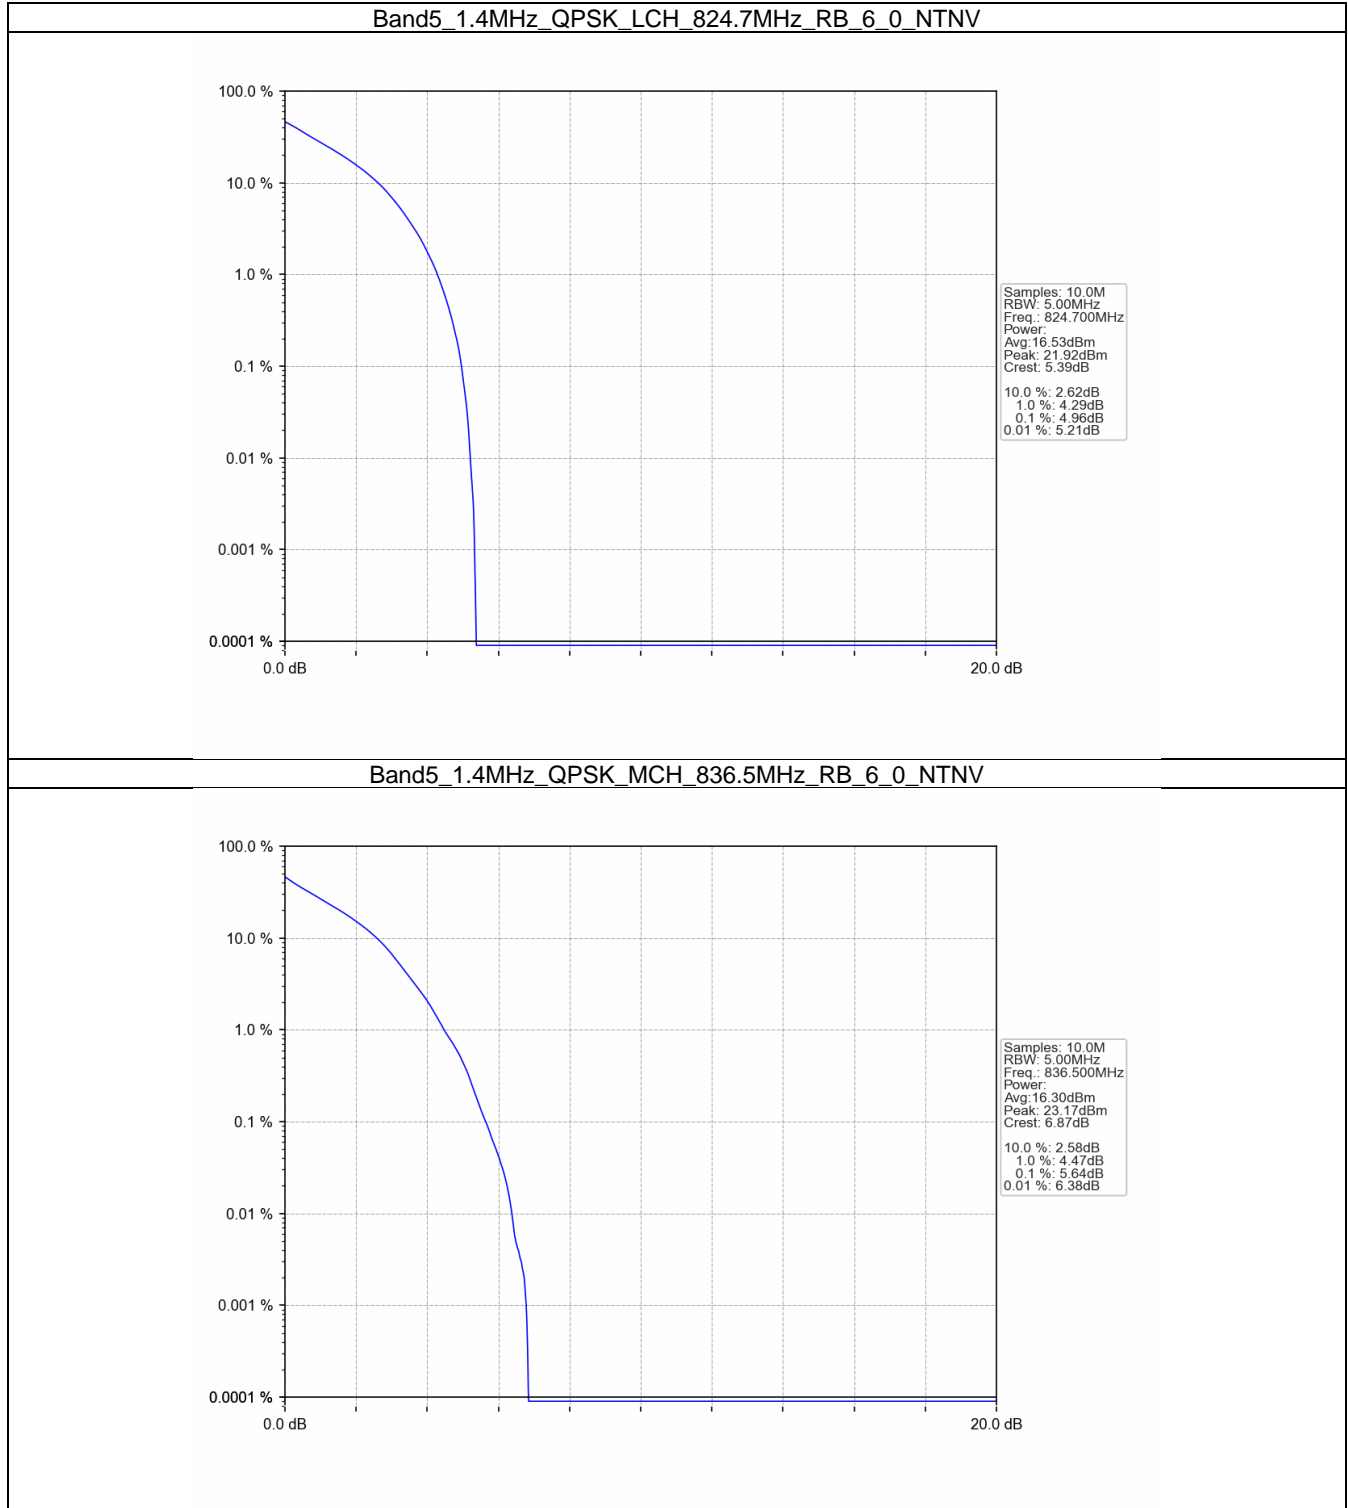 Band5_1.4MHz_QPSK_LCH_824.7MHz_RB_6_0_NTNV
100.0 %
10.0 %
1.0 %
0.1 %
0.01 %
0.001 %
0.0001 %
0.0 dB
20.0 dB
Samples: 10.0M
RBW: 5.00MHz
Freq.: 824.700MHz
Power:
Avg:16.53dBm
Peak: 21.92dBm
Crest: 5.39dB
10.0 %: 2.62dB
1.0 %: 4.29dB
0.1 %: 4.96dB
0.01 %: 5.21dB
Band5_1.4MHz_QPSK_MCH_836.5MHz_RB_6_0_NTNV
100.0 %
10.0 %
1.0 %
0.1 %
0.01 %
0.001 %
0.0001 %
0.0 dB
20.0 dB
Samples: 10.0M
RBW: 5.00MHz
Freq.: 836.500MHz
Power:
Avg:16.30dBm
Peak: 23.17dBm
Crest: 6.87dB
10.0 %: 2.58dB
1.0 %: 4.47dB
0.1 %: 5.64dB
0.01 %: 6.38dB